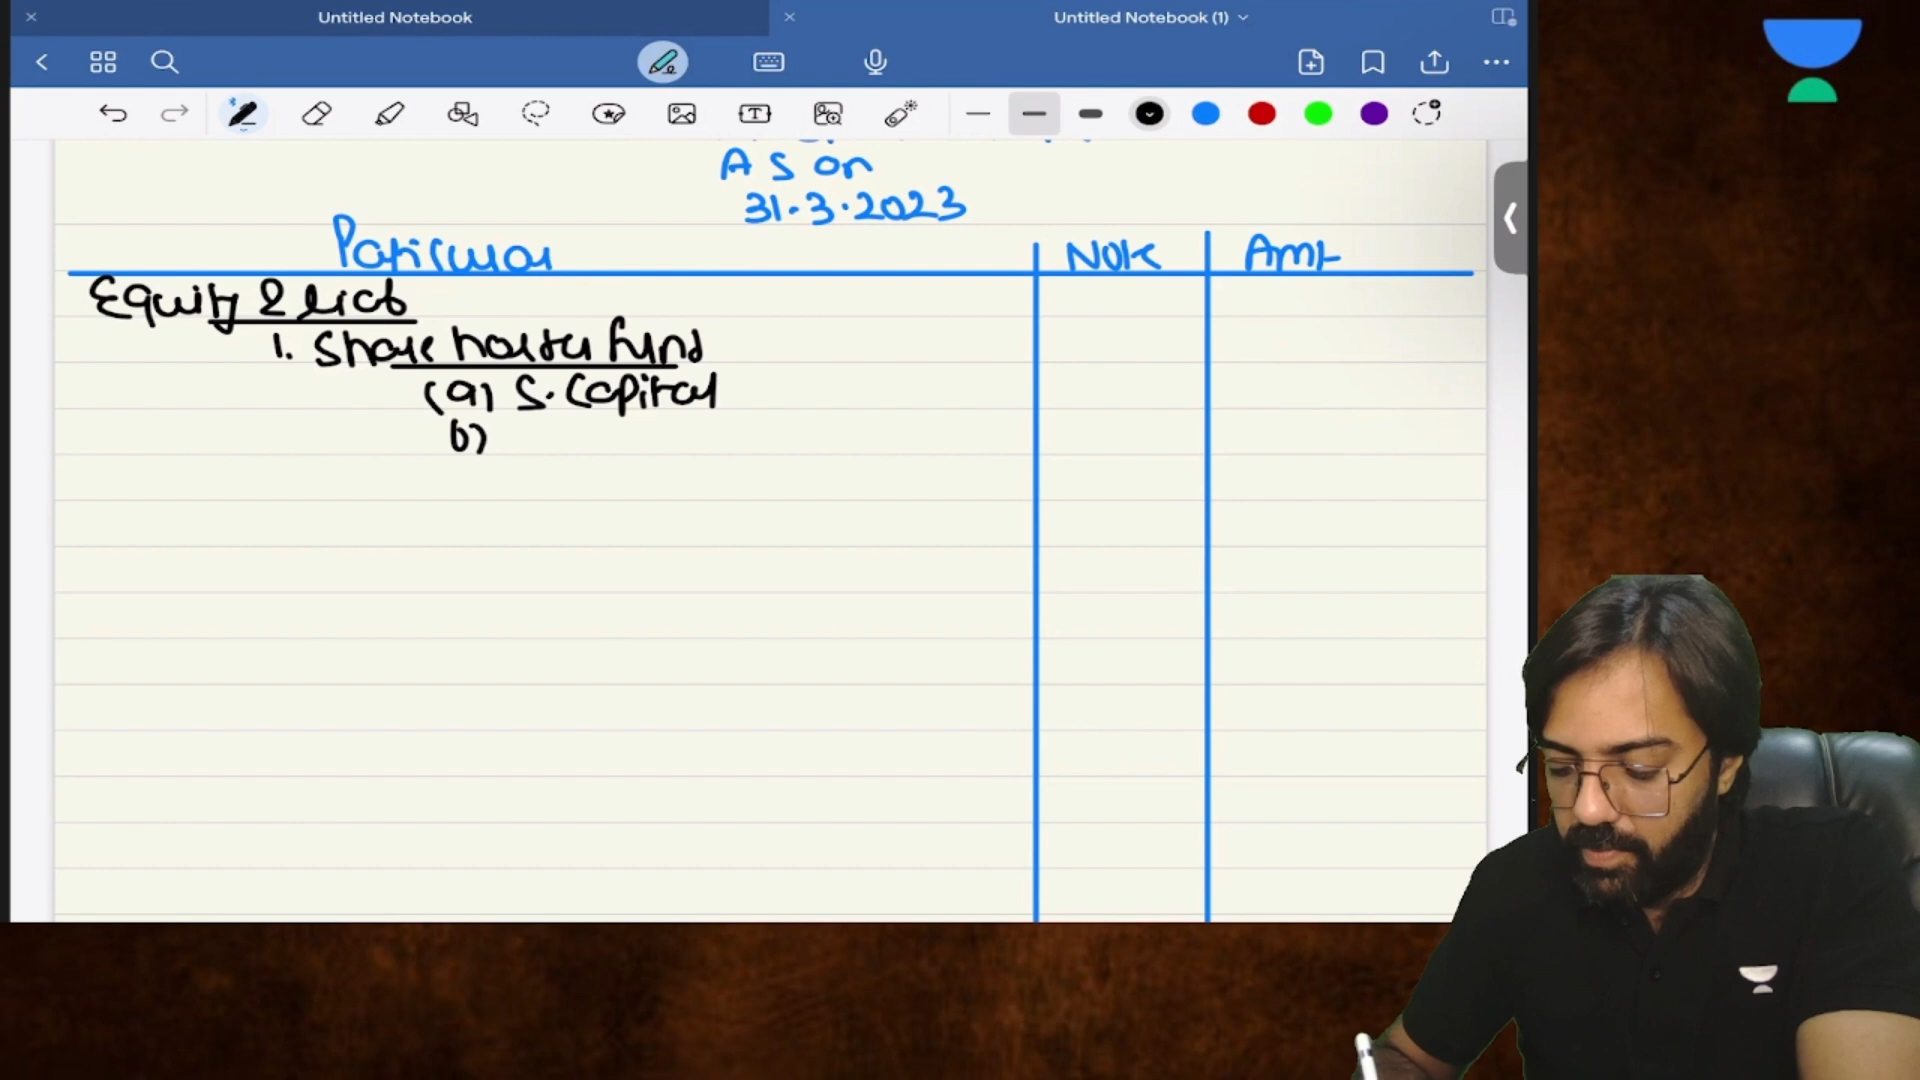 Untitled Notebook
Untitled Notebook (1)
T
A S on
31.3.2023
Particular Note Amt
Equity & liab
1. Share holder fund
(a) S. Capital
b)